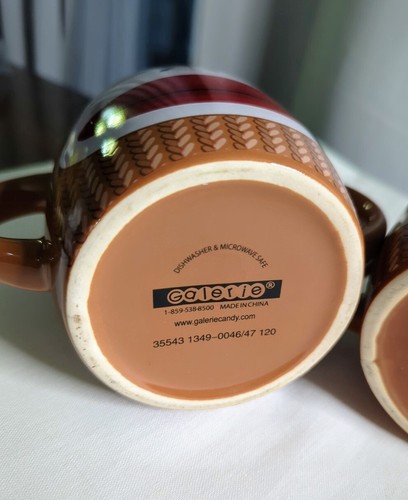 DISHWASHER & MICROWAVE SAFE
Galerie®
1-859-538-8500 MADE IN CHINA
www.galeriecandy.com
35543 1349-0046/47 120